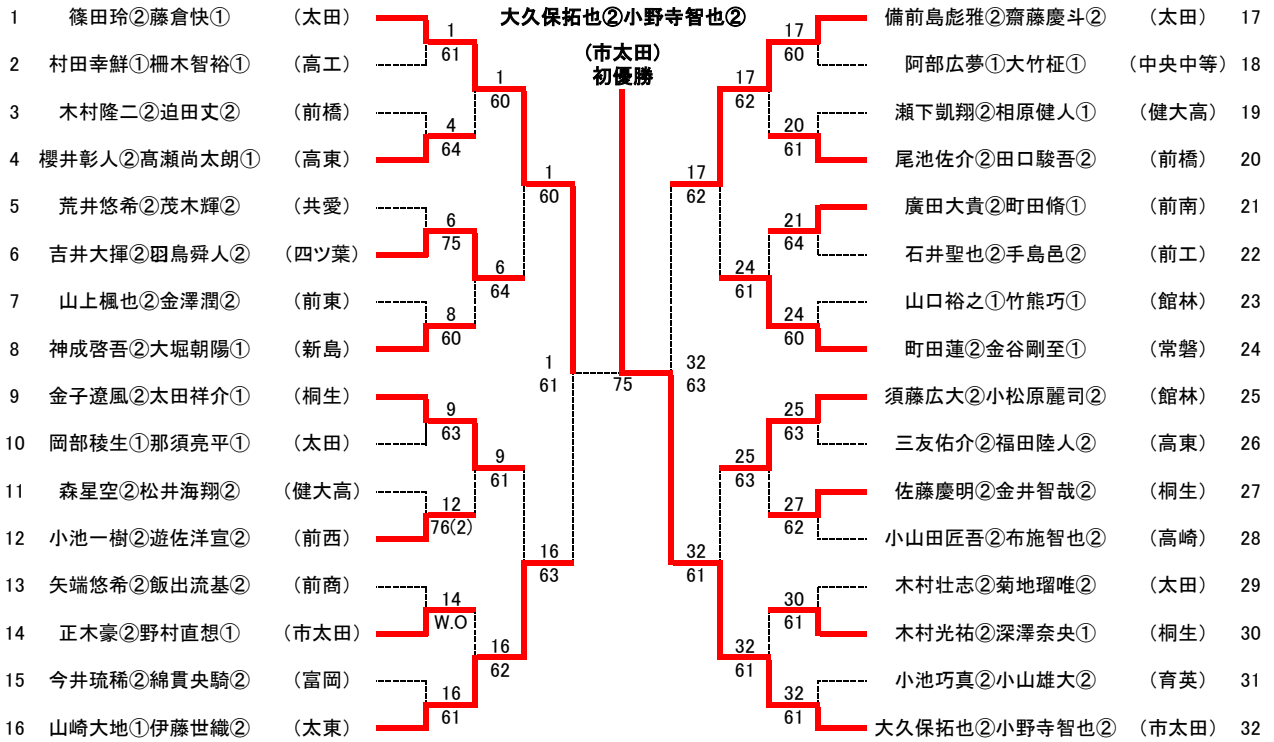 大久保拓也②小野寺智也②
(市太田)
初優勝
1 篠田玲②藤倉快① (太田)
2 村田幸鮮①柵木智裕① (高工)
3 木村隆二②迫田丈② (前橋)
4 櫻井彰人②髙瀬尚太朗① (高東)
5 荒井悠希②茂木輝② (共愛)
6 吉井大揮②羽鳥舜人② (四ツ葉)
7 山上楓也②金澤潤② (前東)
8 神成啓吾②大堀朝陽① (新島)
9 金子遼風②太田祥介① (桐生)
10 岡部稜生①那須亮平① (太田)
11 森星空②松井海翔② (健大高)
12 小池一樹②遊佐洋宣② (前西)
13 矢端悠希②飯出流基② (前商)
14 正木豪②野村直想① (市太田)
15 今井琉稀②綿貫央騎② (富岡)
16 山崎大地①伊藤世織② (太東)
1
61
4
64
6
75
8
60
9
63
12
76(2)
14
W.O
16
61
1
60
6
64
9
61
16
62
1
60
16
63
1
61
75
32
63
17
62
32
61
17
62
24
61
25
63
32
61
17
60
20
61
21
64
24
60
25
63
27
62
30
61
32
61
備前島彪雅②齋藤慶斗② (太田) 17
阿部広夢①大竹柾① (中央中等) 18
瀬下凱翔②相原健人① (健大高) 19
尾池佐介②田口駿吾② (前橋) 20
廣田大貴②町田脩① (前南) 21
石井聖也②手島邑② (前工) 22
山口裕之①竹熊巧① (館林) 23
町田蓮②金谷剛至① (常磐) 24
須藤広大②小松原麗司② (館林) 25
三友佑介②福田陸人② (高東) 26
佐藤慶明②金井智哉② (桐生) 27
小山田匠吾②布施智也② (高崎) 28
木村壮志②菊地瑠唯② (太田) 29
木村光祐②深澤奈央① (桐生) 30
小池巧真②小山雄大② (育英) 31
大久保拓也②小野寺智也② (市太田) 32